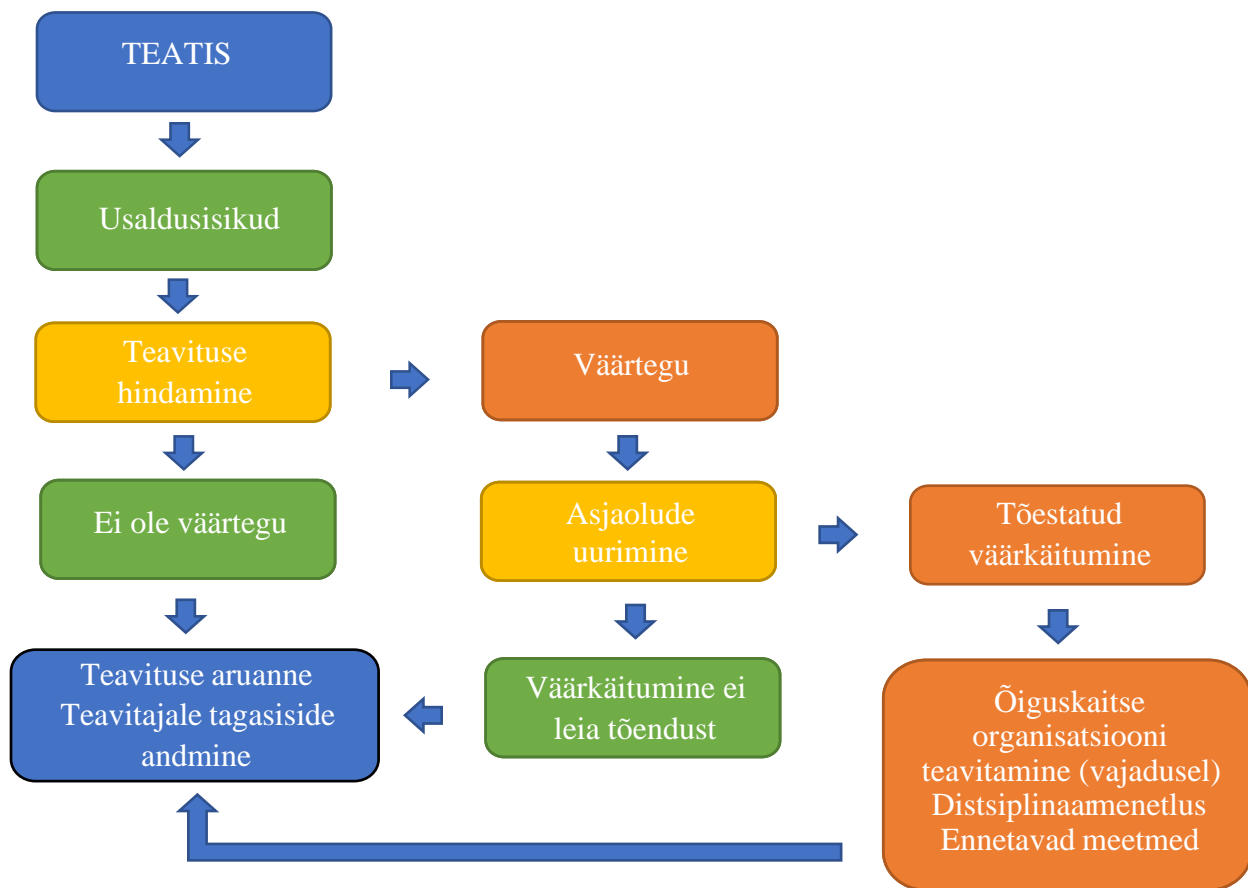 TEATIS
Usaldusisikud
Teavituse
hindamine
Väärtegu
Ei ole väärtegu
Asjaolude
uurimine
Tõestatud
väärkäitumine
Teavituse aruanne
Teavitajale tagasiside
andmine
Väärkäitumine ei
leia tõendust
Õiguskaitse
organisatsiooni
teavitamine (vajadusel)
Distsiplinaarmenetlus
Ennetavad meetmed